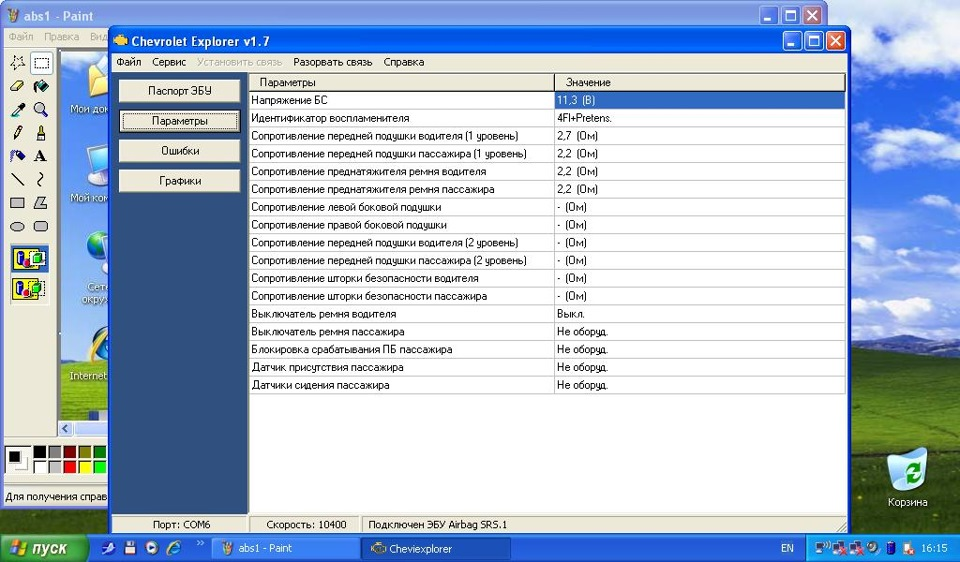 abs1 - Paint
Файл Правка Вид
Chevrolet Explorer v1.7
Файл Сервис Установить связь Разорвать связь Справка
Паспорт ЭБУ
Параметры
Ошибки
Графики
Параметры Значение
Напряжение БС 11,3 (В)
Идентификатор воспламенителя 4Fl+Pretens.
Сопротивление передней подушки водителя (1 уровень) 2,7 (Ом)
Сопротивление передней подушки пассажира (1 уровень) 2,2 (Ом)
Сопротивление преднатяжителя ремня водителя 2,2 (Ом)
Сопротивление преднатяжителя ремня пассажира 2,2 (Ом)
Сопротивление левой боковой подушки - (Ом)
Сопротивление правой боковой подушки - (Ом)
Сопротивление передней подушки водителя (2 уровень) - (Ом)
Сопротивление передней подушки пассажира (2 уровень) - (Ом)
Сопротивление шторки безопасности водителя - (Ом)
Сопротивление шторки безопасности пассажира - (Ом)
Выключатель ремня водителя Выкл.
Выключатель ремня пассажира Не оборуд.
Блокировка срабатывания ПБ пассажира Не оборуд.
Датчик присутствия пассажира Не оборуд.
Датчики сидения пассажира Не оборуд.
Мои док
Мой ком
Сете
окруж
Internet
Для получения справ
Порт: COM6 Скорость: 10400 Подключен ЭБУ Airbag SRS.1
Корзина
пуск abs1 - Paint Cheviexplorer EN 16:15